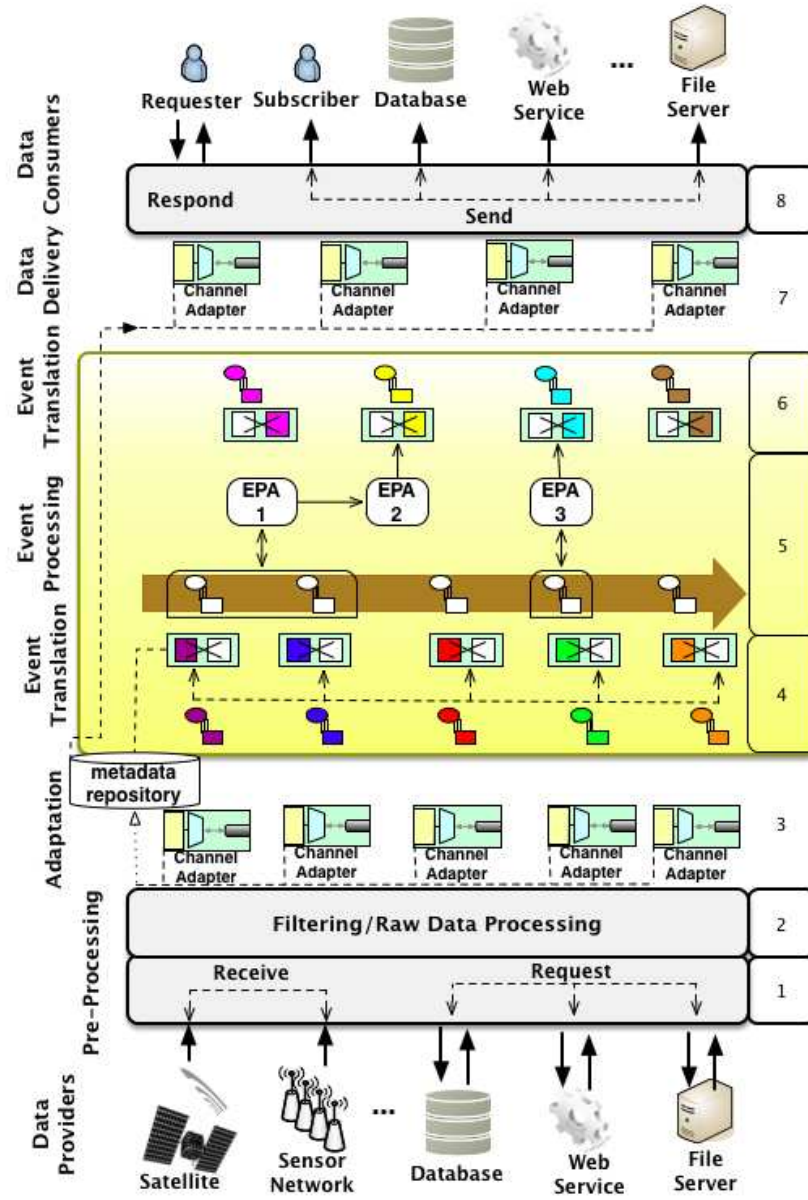 Requester
Subscriber
Database
Web
Service
...
File
Server
Data
Consumers
Respond
Send
8
Data
Delivery
Channel
Adapter
Channel
Adapter
Channel
Adapter
Channel
Adapter
7
Event
Translation
6
Event
Processing
EPA
1
EPA
2
EPA
3
5
Event
Translation
4
metadata
repository
Adaptation
Channel
Adapter
Channel
Adapter
Channel
Adapter
Channel
Adapter
Channel
Adapter
3
Pre-Processing
Filtering/Raw Data Processing
2
Receive
Request
1
Data
Providers
Satellite
Sensor
Network
...
Database
Web
Service
File
Server